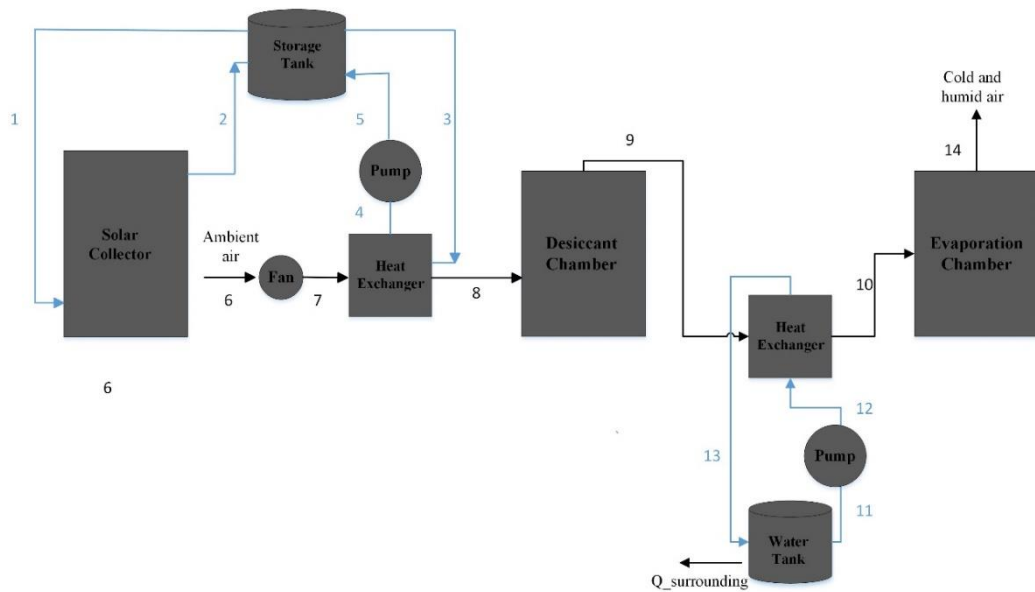 Storage
Tank
Cold and
humid air
1
2
5
3
9
14
Pump
4
Solar
Collector
Ambient
air
Desiccant
Chamber
Evaporation
Chamber
Fan
Heat
Exchanger
6
7
8
10
Heat
Exchanger
6
12
13
Pump
11
Water
Tank
Q_surrounding